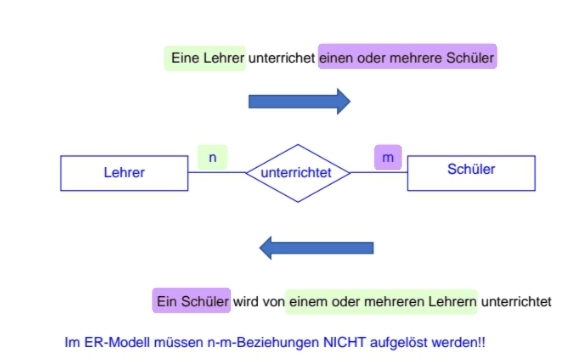 Eine Lehrer unterrichet einen oder mehrere Schüler
n
m
Lehrer
unterrichtet
Schüler
Ein Schüler wird von einem oder mehreren Lehrern unterrichtet
Im ER-Modell müssen n-m-Beziehungen NICHT aufgelöst werden!!